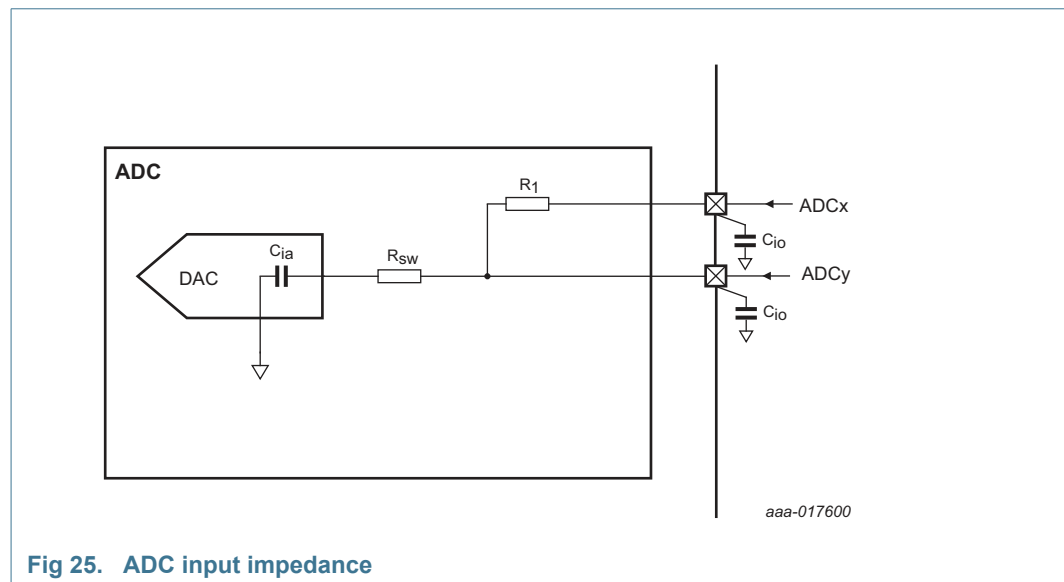 ADC
R1
ADCx
Cio
Cia
Rsw
DAC
ADCy
Cio
aaa-017600
Fig 25. ADC input impedance